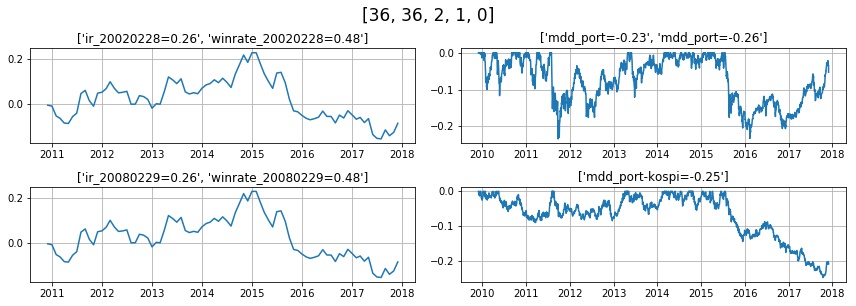 [36, 36, 2, 1, 0]
['ir_20020228=0.26', 'winrate_20020228=0.48']
0.2
0.0
2011 2012 2013 2014 2015 2016 2017 2018
['mdd_port=-0.23', 'mdd_port=-0.26']
0.0
−0.1
−0.2
2010 2011 2012 2013 2014 2015 2016 2017 2018
['ir_20080229=0.26', 'winrate_20080229=0.48']
0.2
0.0
2011 2012 2013 2014 2015 2016 2017 2018
['mdd_port-kospi=-0.25']
0.0
−0.1
−0.2
2010 2011 2012 2013 2014 2015 2016 2017 2018